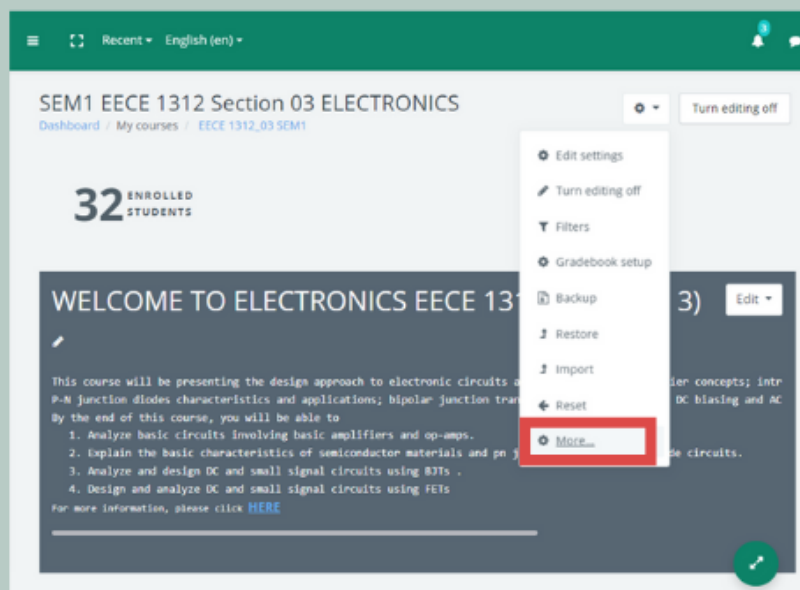 Recent English (en)
3
SEM1 EECE 1312 Section 03 ELECTRONICS
Turn editing off
Dashboard / My courses / EECE 1312_03 SEM1
Edit settings
Turn editing off
Filters
Gradebook setup
Backup
Restore
Import
Reset
More...
32 ENROLLED
STUDENTS
WELCOME TO ELECTRONICS EECE 131 3) Edit
This course will be presenting the design approach to electronic circuits a ier concepts; intr
P-N junction diodes characteristics and applications; bipolar junction tran DC biasing and AC
By the end of this course, you will be able to
1. Analyze basic circuits involving basic amplifiers and op-amps.
2. Explain the basic characteristics of semiconductor materials and pn j de circuits.
3. Analyze and design DC and small signal circuits using BJTs .
4. Design and analyze DC and small signal circuits using FETs
For more information, please click HERE